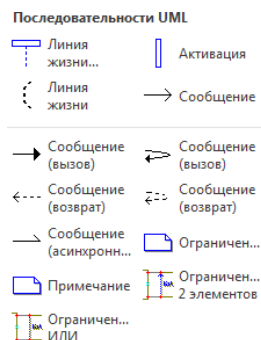 Последовательности UML
Линия жизни...
Активация
Линия жизни
Сообщение
Сообщение (вызов)
Сообщение (вызов)
Сообщение (возврат)
Сообщение (возврат)
Сообщение (асинхронн...
Ограничен...
Примечание
Ограничен... 2 элементов
Ограничен... ИЛИ